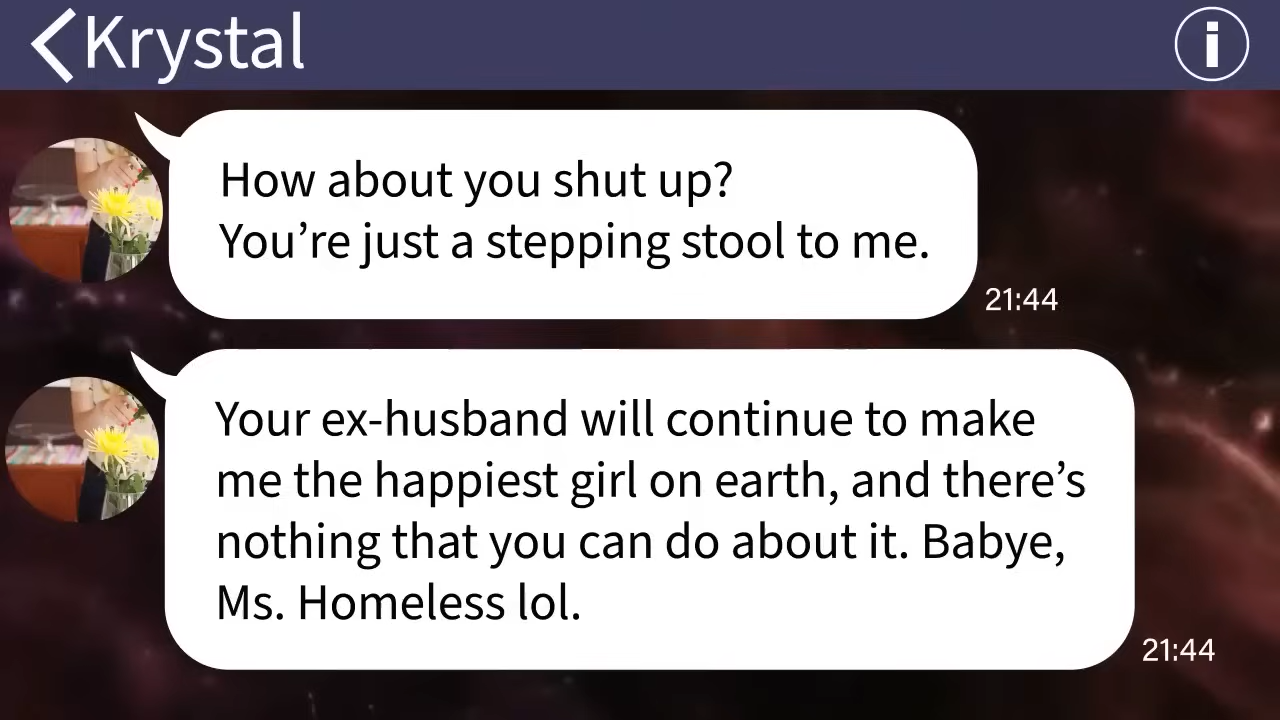 Krystal
How about you shut up?
You’re just a stepping stool to me.
21:44
Your ex-husband will continue to make
me the happiest girl on earth, and there’s
nothing that you can do about it. Babye,
Ms. Homeless lol.
21:44